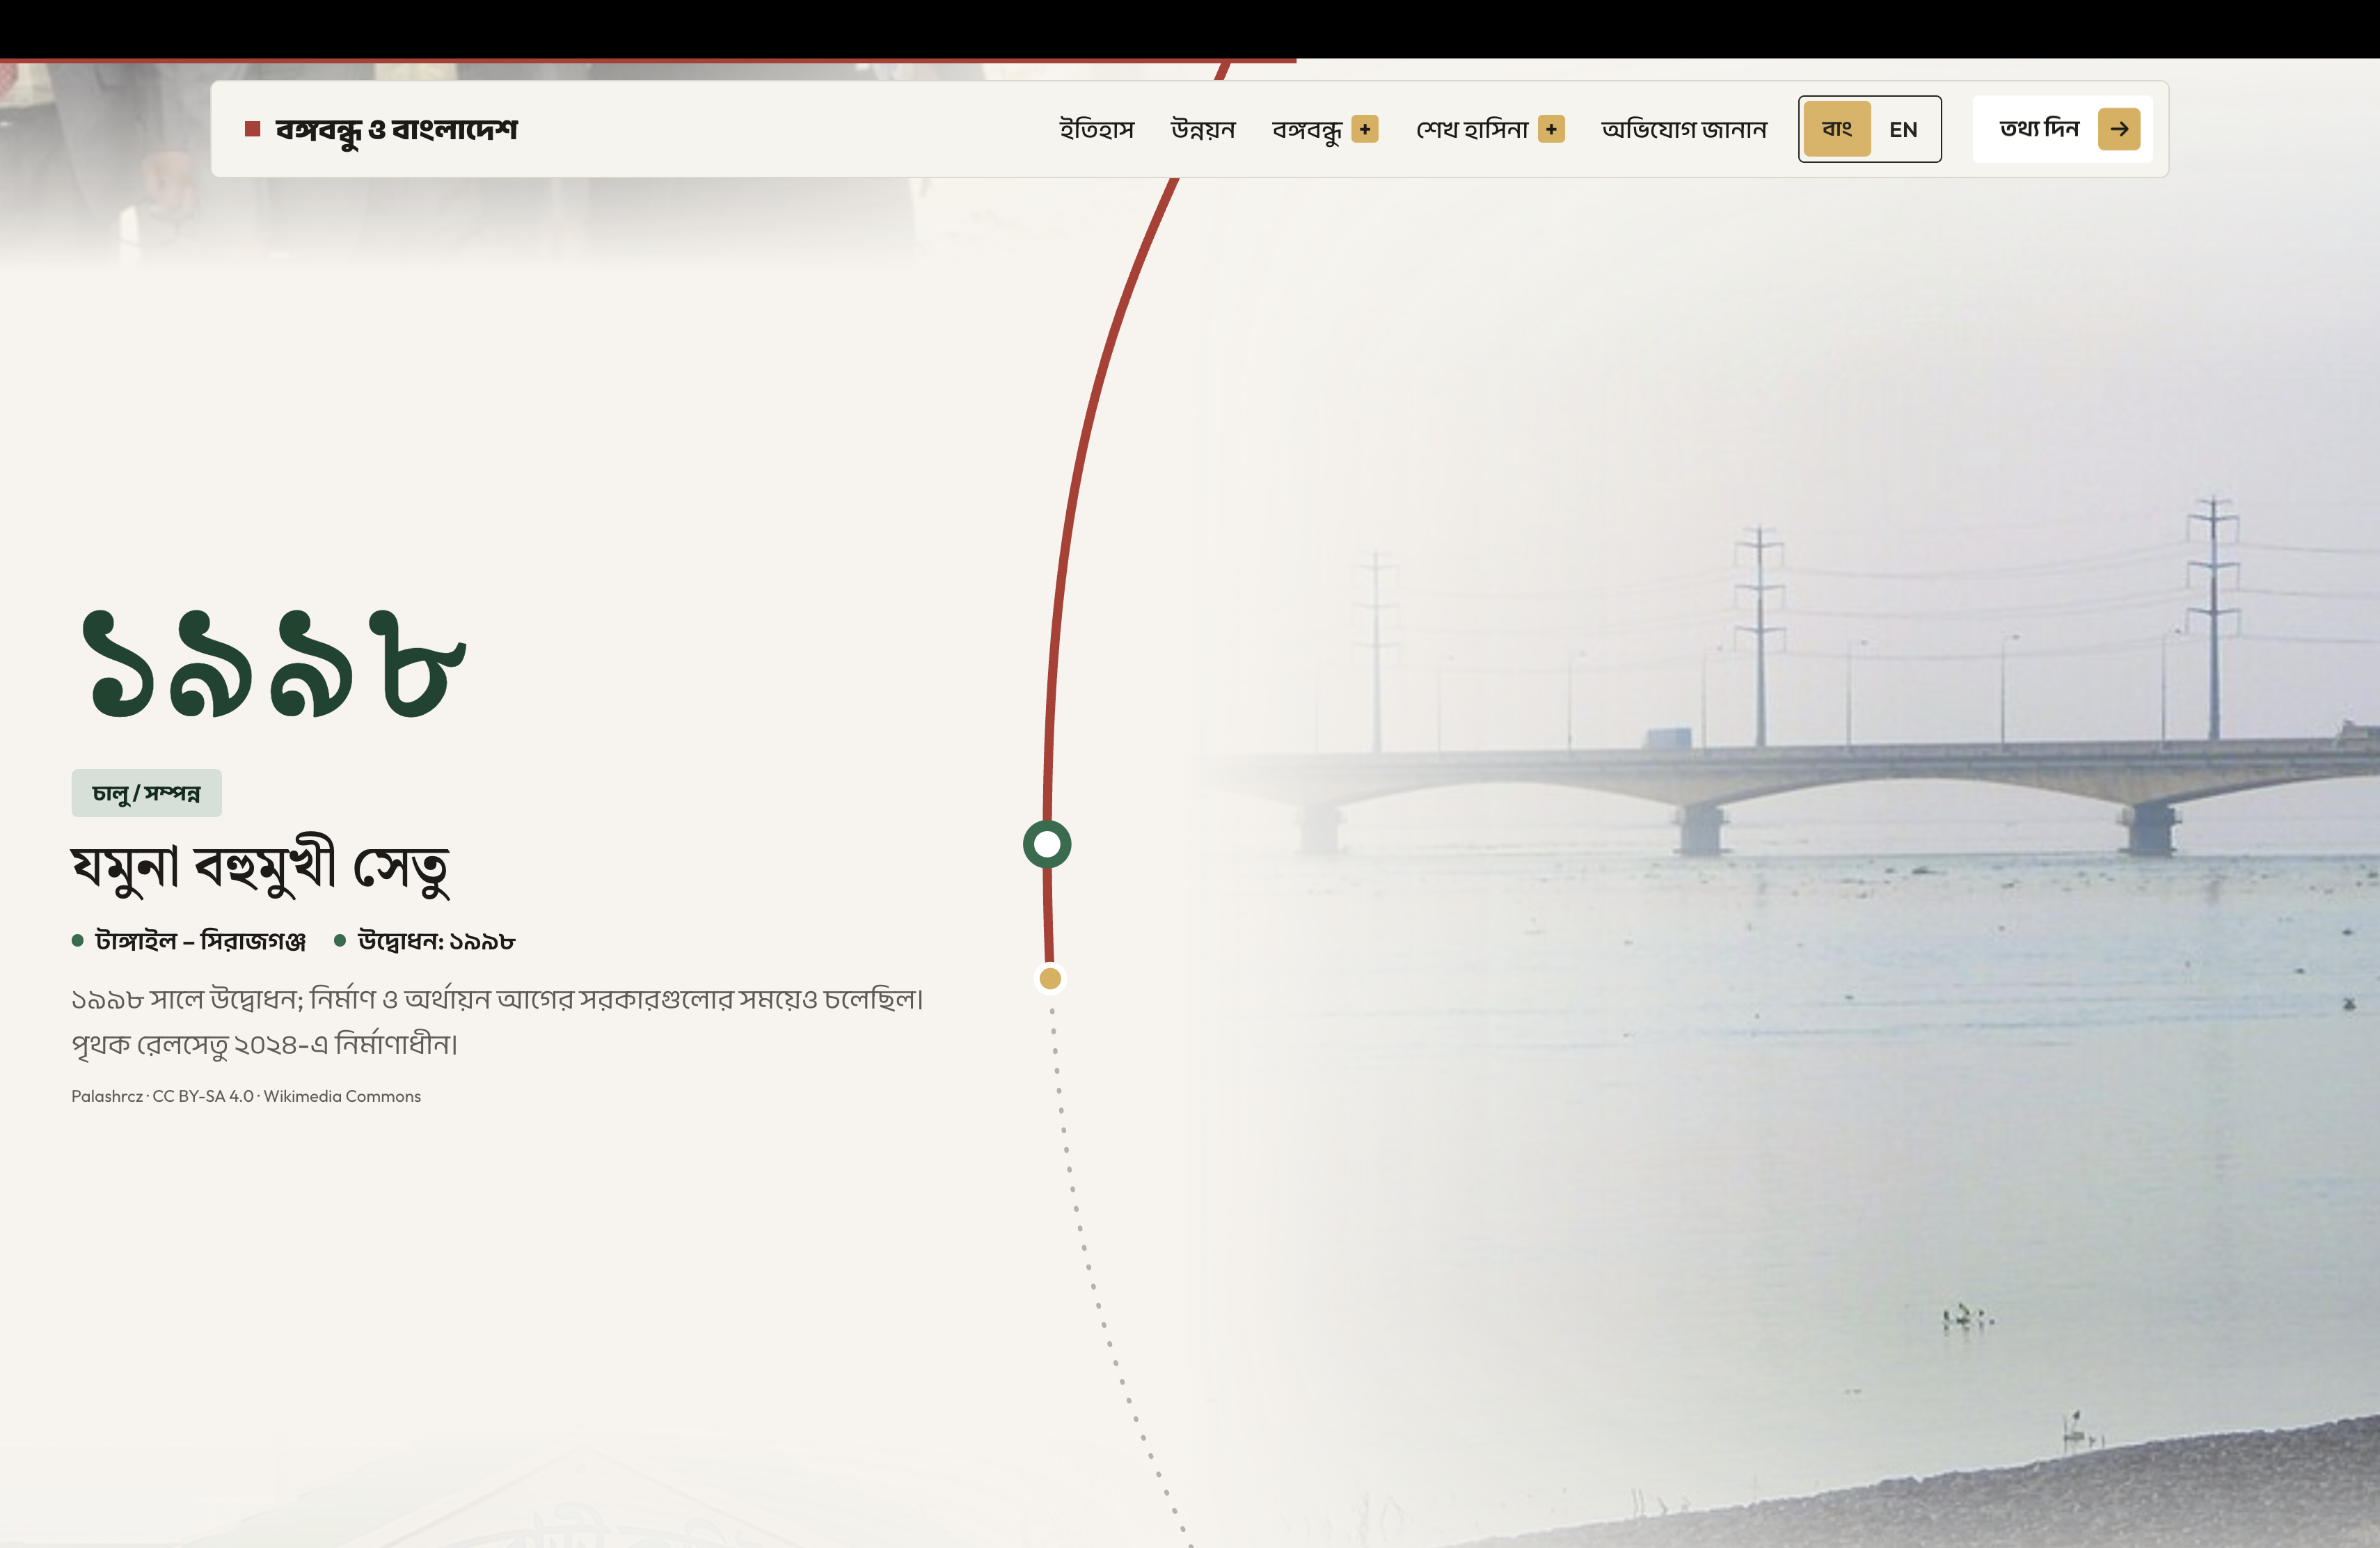 বঙ্গবন্ধু ও বাংলাদেশ
ইতিহাস উন্নয়ন বঙ্গবন্ধু + শেখ হাসিনা + অভিযোগ জানান বাং EN তথ্য দিন →
১৯৯৮
চালু / সম্পন্ন
যমুনা বহুমুখী সেতু
টাঙ্গাইল – সিরাজগঞ্জ উদ্বোধন: ১৯৯৮
১৯৯৮ সালে উদ্বোধন; নির্মাণ ও অর্থায়ন আগের সরকারগুলোর সময়েও চলেছিল।
পৃথক রেলসেতু ২০২৪-এ নির্মাণাধীন।
Palashrcz · CC BY-SA 4.0 · Wikimedia Commons